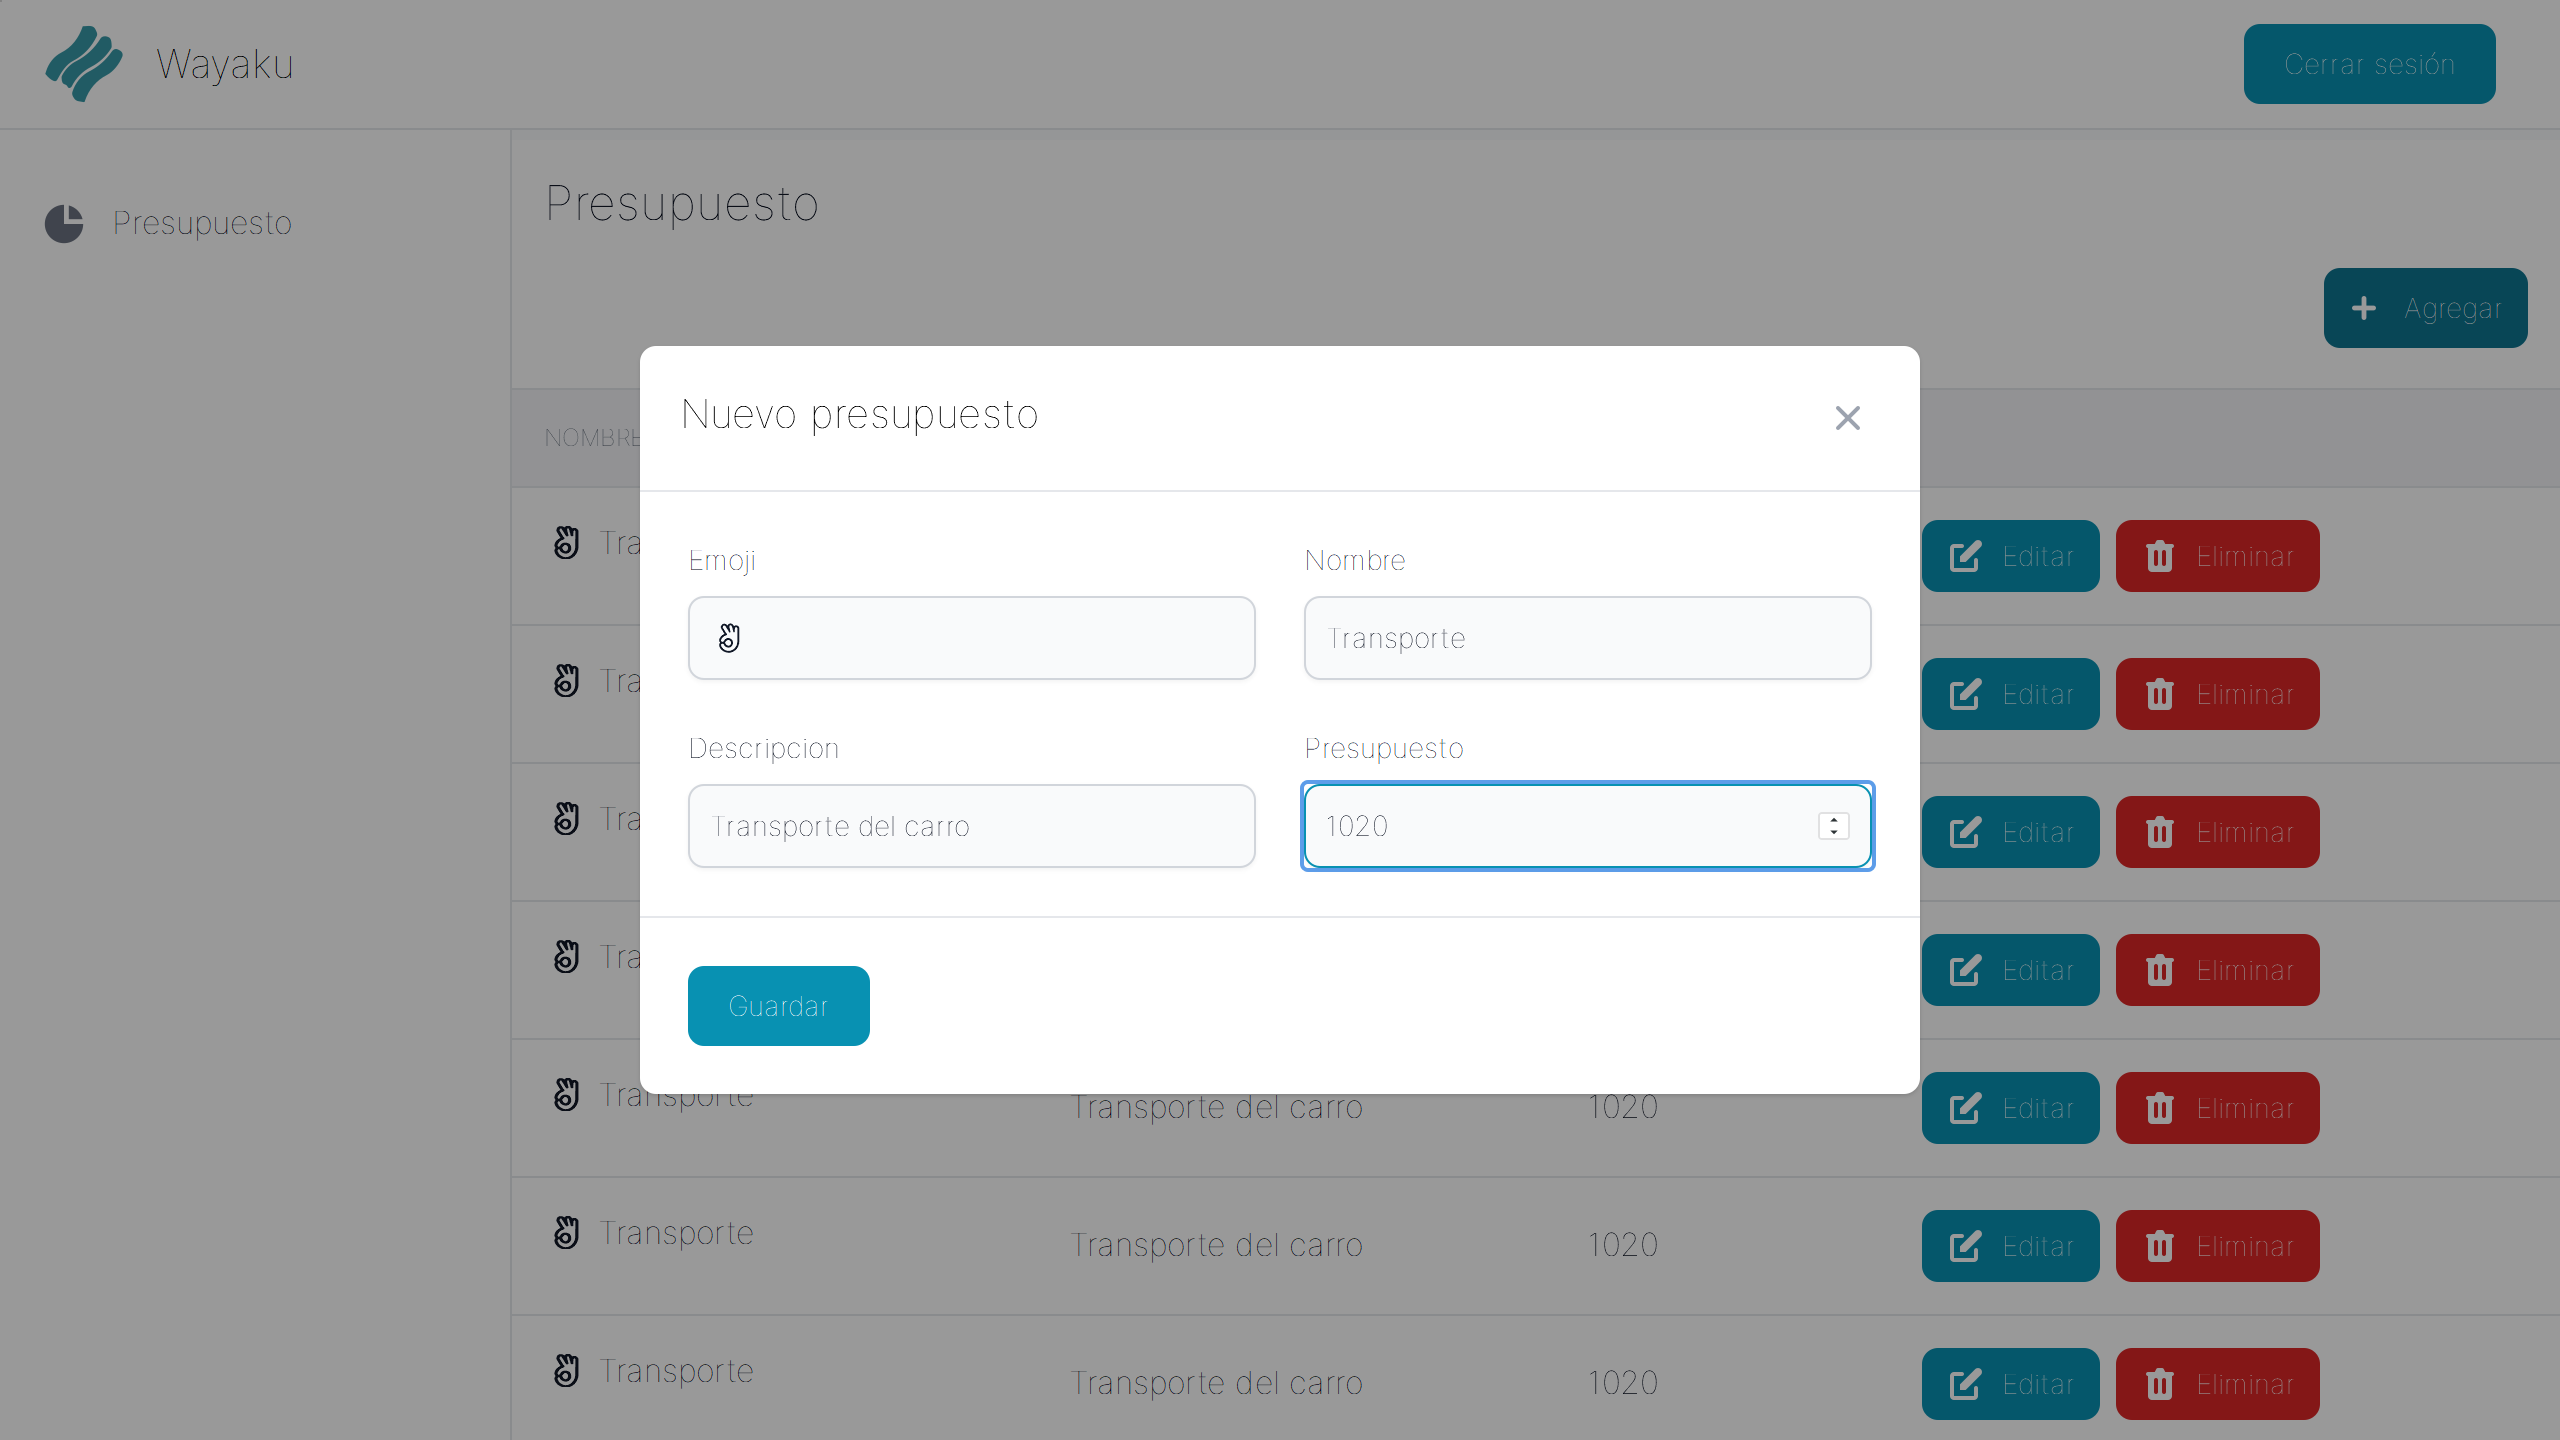 Wayaku
Cerrar sesión
Presupuesto
Presupuesto
Agregar
Nuevo presupuesto
NOMBRE
Emoji
Nombre
👌
Transporte
Descripcion
Presupuesto
Transporte del carro
1020
Guardar
👌 Tra
Editar
Eliminar
👌 Tra
Editar
Eliminar
👌 Tra
Editar
Eliminar
👌 Tra
Editar
Eliminar
👌 Transporte
Transporte del carro
1020
Editar
Eliminar
👌 Transporte
Transporte del carro
1020
Editar
Eliminar
👌 Transporte
Transporte del carro
1020
Editar
Eliminar